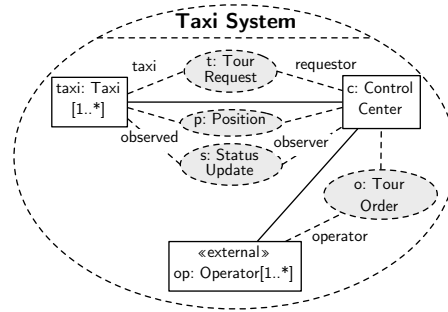 Taxi System
taxi
t: Tour
Request
requestor
taxi: Taxi
[1..*]
c: Control
Center
p: Position
observed
s: Status
Update
observer
o: Tour
Order
operator
«external»
op: Operator[1..*]